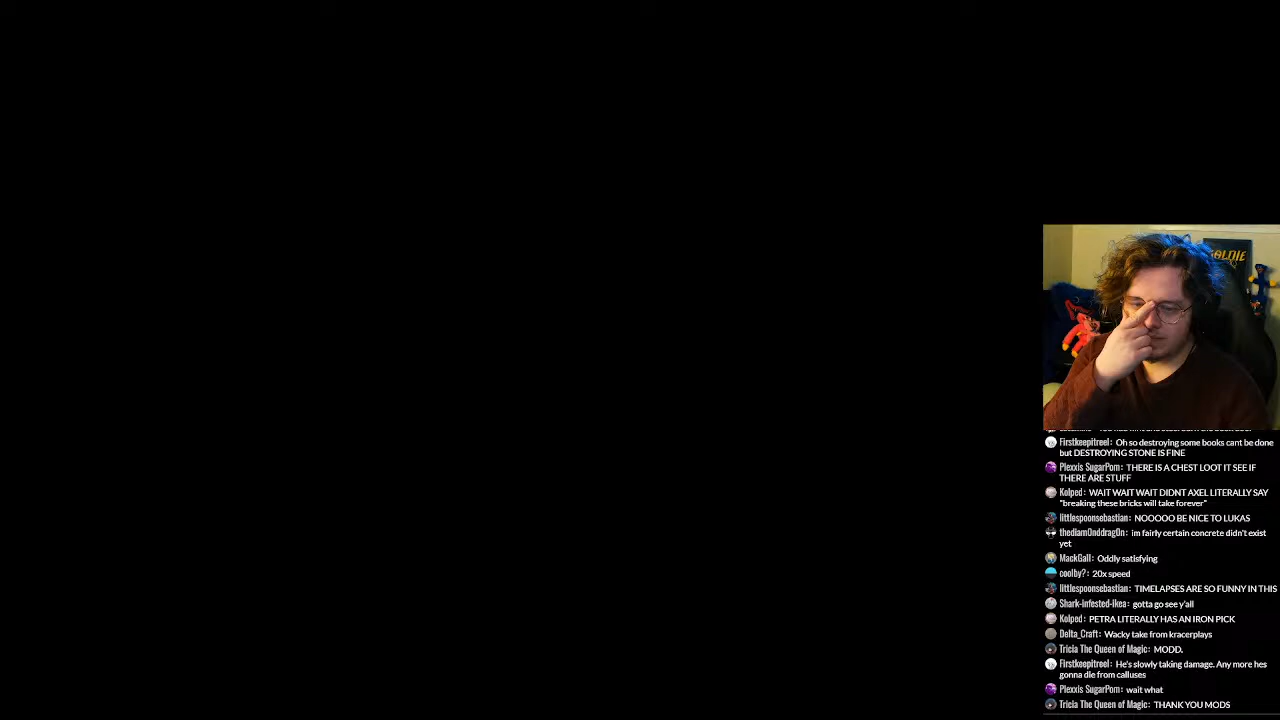 GOLDIE
Firstkeepitreel: Oh so destroying some books cant be done
but DESTROYING STONE IS FINE
Plexxis SugarPom: THERE IS A CHEST LOOT IT SEE IF
THERE ARE STUFF
Kolped: WAIT WAIT WAIT DIDNT AXEL LITERALLY SAY
"breaking these bricks will take forever"
littlespoonsebastian: NOOOOO BE NICE TO LUKAS
thediam0nddrag0n: im fairly certain concrete didn't exist
yet
MackGail: Oddly satisfying
coolby?: 20x speed
littlespoonsebastian: TIMELAPSES ARE SO FUNNY IN THIS
Shark-infested-ikea: gotta go see y'all
Kolped: PETRA LITERALLY HAS AN IRON PICK
Delta_Craft: Wacky take from kracerplays
Tricia The Queen of Magic: MODD.
Firstkeepitreel: He's slowly taking damage. Any more hes
gonna die from calluses
Plexxis SugarPom: wait what
Tricia The Queen of Magic: THANK YOU MODS